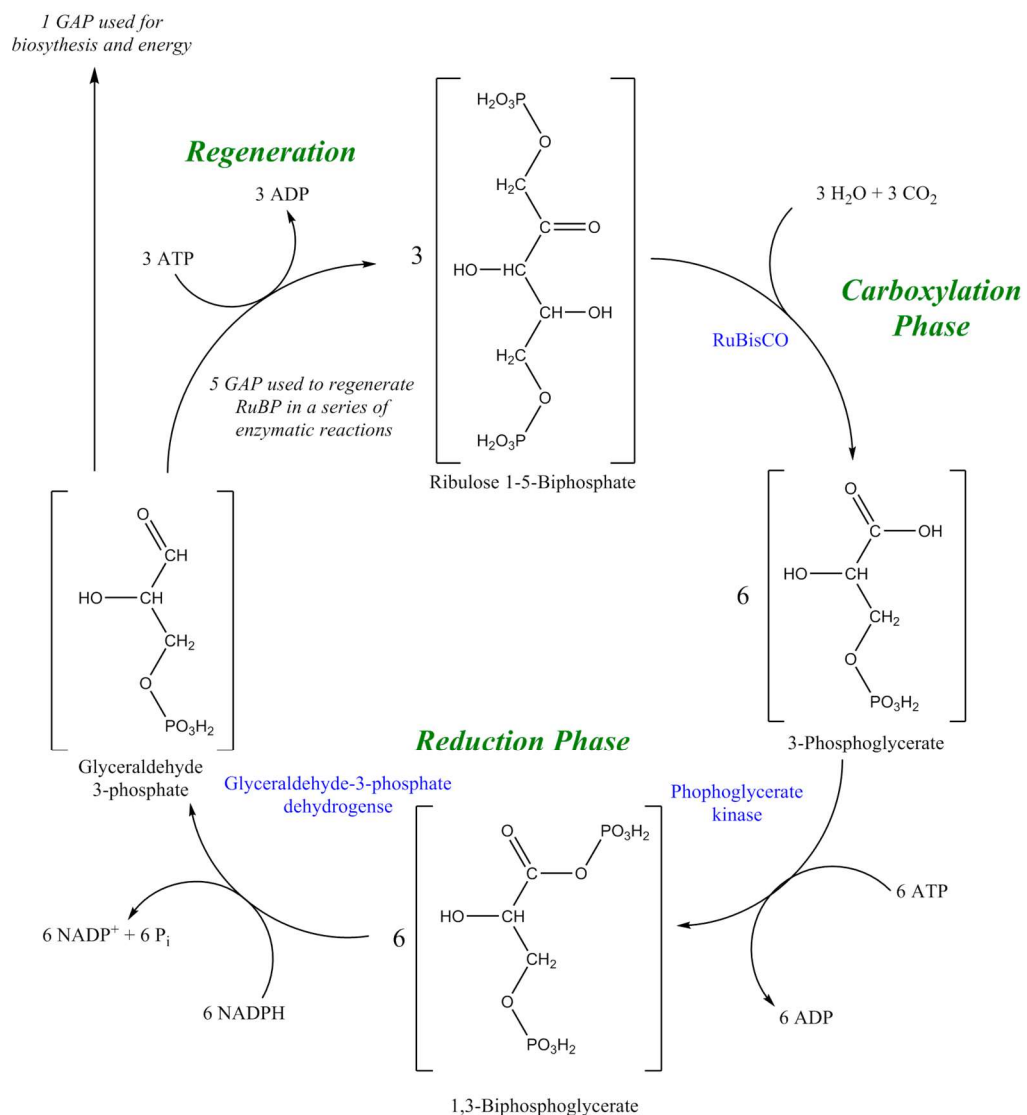 1 GAP used for
biosythesis and energy
Regeneration
3 ADP
3 ATP
5 GAP used to regenerate
RuBP in a series of
enzymatic reactions
3
H₂O₃P
O
H₂C
C
O
HO
HC
CH
OH
H₂C
O
H₂O₃P
Ribulose 1-5-Biphosphate
3 H₂O + 3 CO₂
Carboxylation
Phase
RuBisCO
6
O
C
OH
HO
CH
CH₂
O
PO₃H₂
3-Phosphoglycerate
Phophoglycerate
kinase
6 ATP
6 ADP
Reduction Phase
6
O
PO₃H₂
C
O
HO
CH
CH₂
O
PO₃H₂
1,3-Biphosphoglycerate
Glyceraldehyde-3-phosphate
dehydrogense
6 NADPH
6 NADP⁺ + 6 Pᵢ
O
CH
HO
CH
CH₂
O
PO₃H₂
Glyceraldehyde
3-phosphate